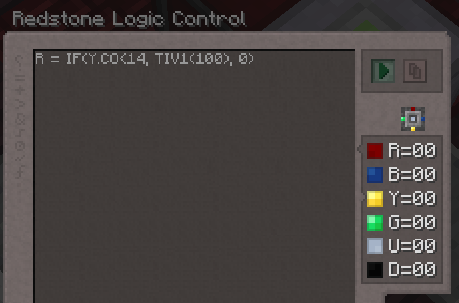 Redstone Logic Control
R = IF(Y.CO(14, TIV1(100), 0)
R=00
B=00
Y=00
G=00
U=00
D=00